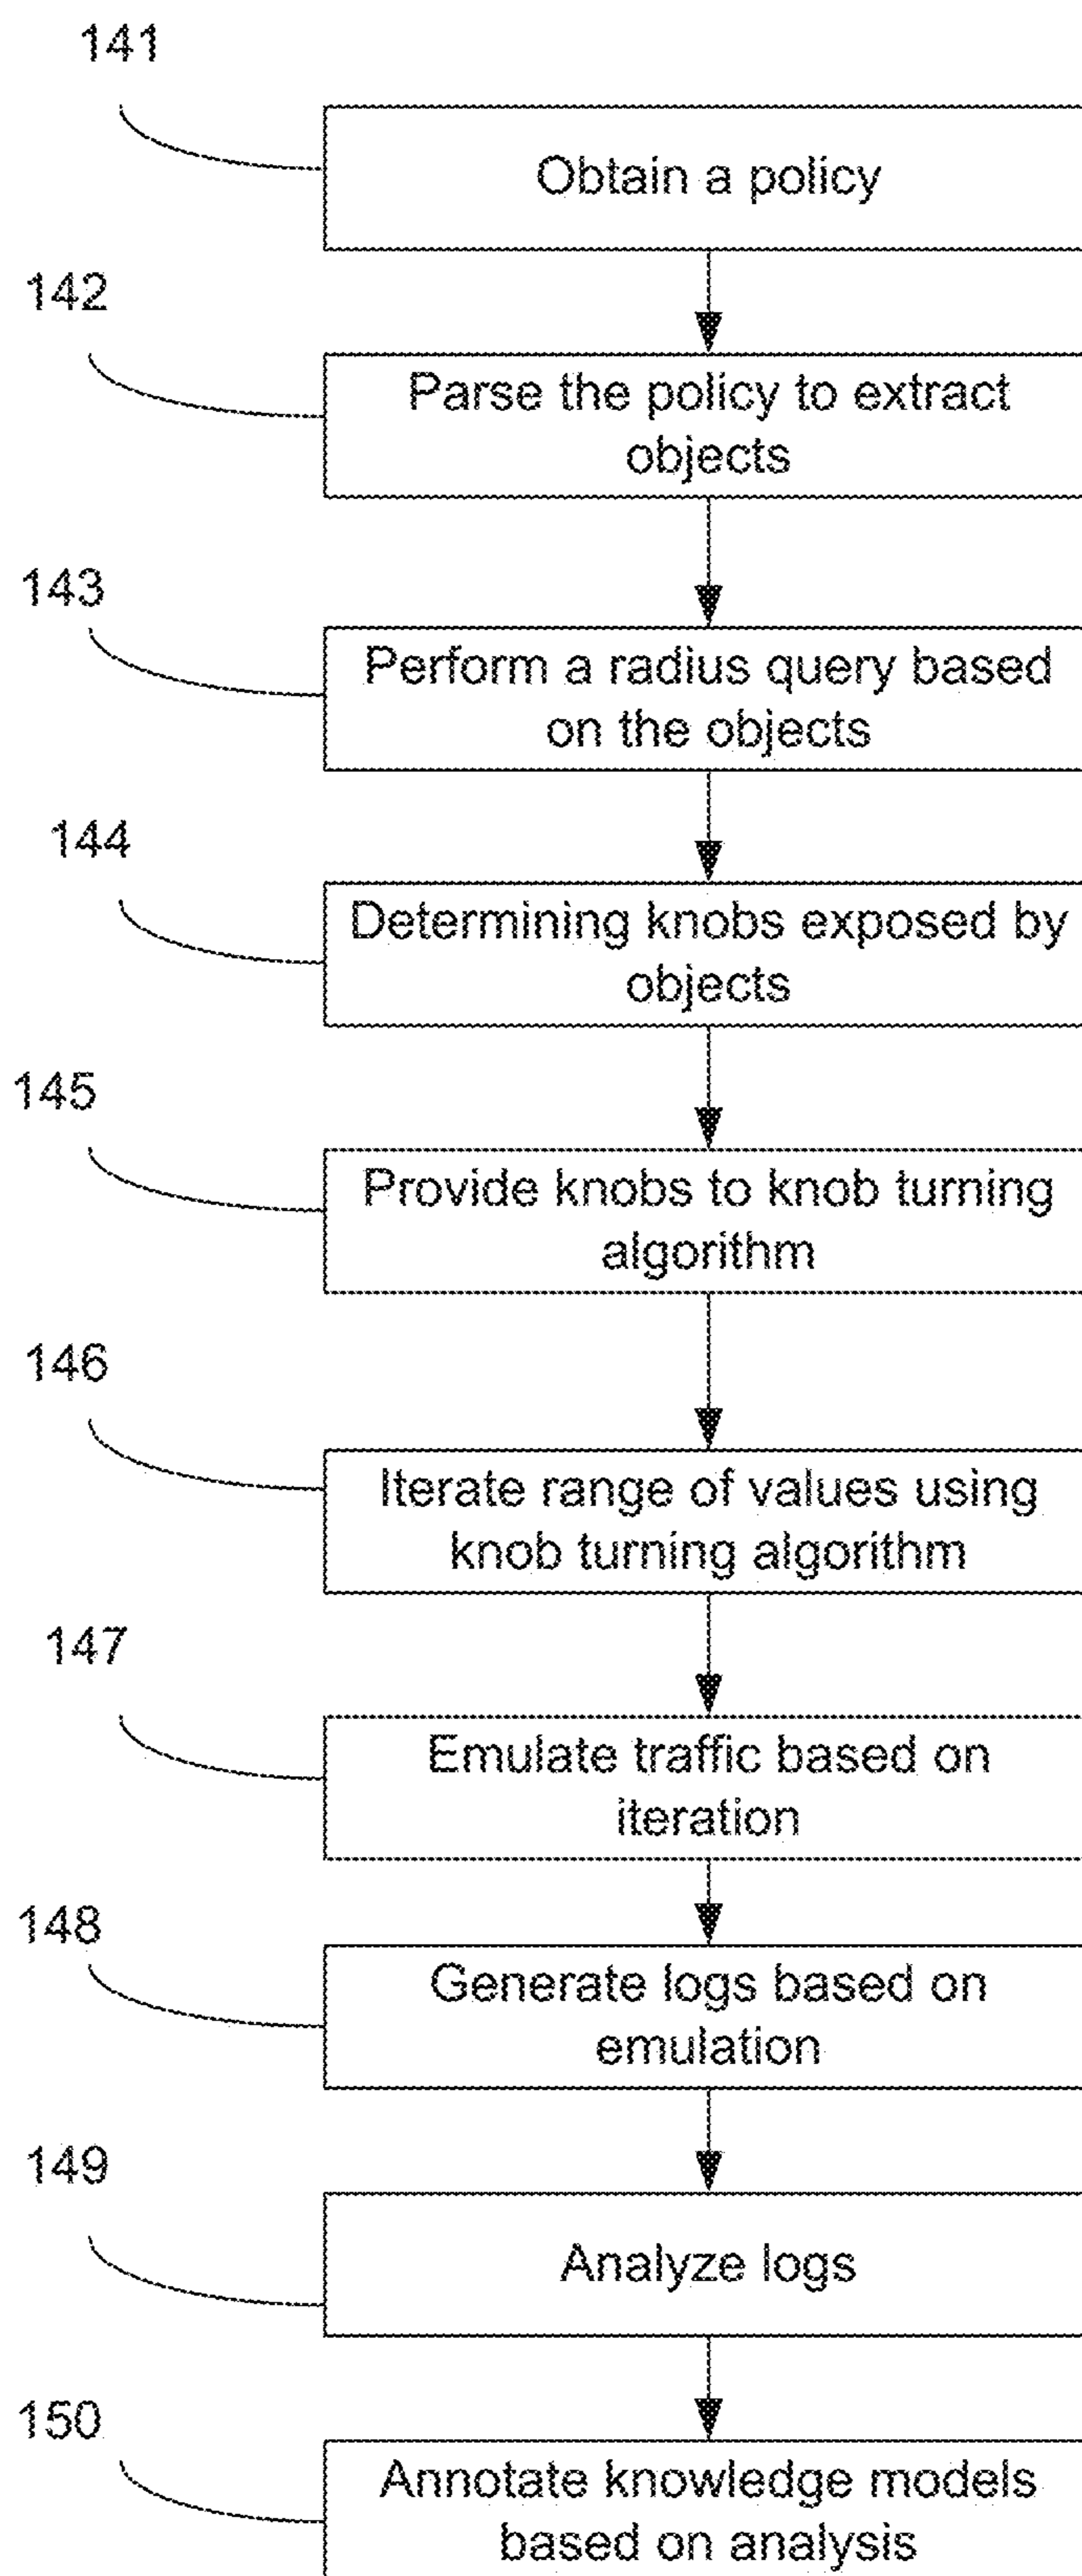 141
Obtain a policy
142
Parse the policy to extract
objects
143
Perform a radius query based
on the objects
144
Determining knobs exposed by
objects
145
Provide knobs to knob turning
algorithm
146
Iterate range of values using
knob turning algorithm
147
Emulate traffic based on
iteration
148
Generate logs based on
emulation
149
Analyze logs
150
Annotate knowledge models
based on analysis